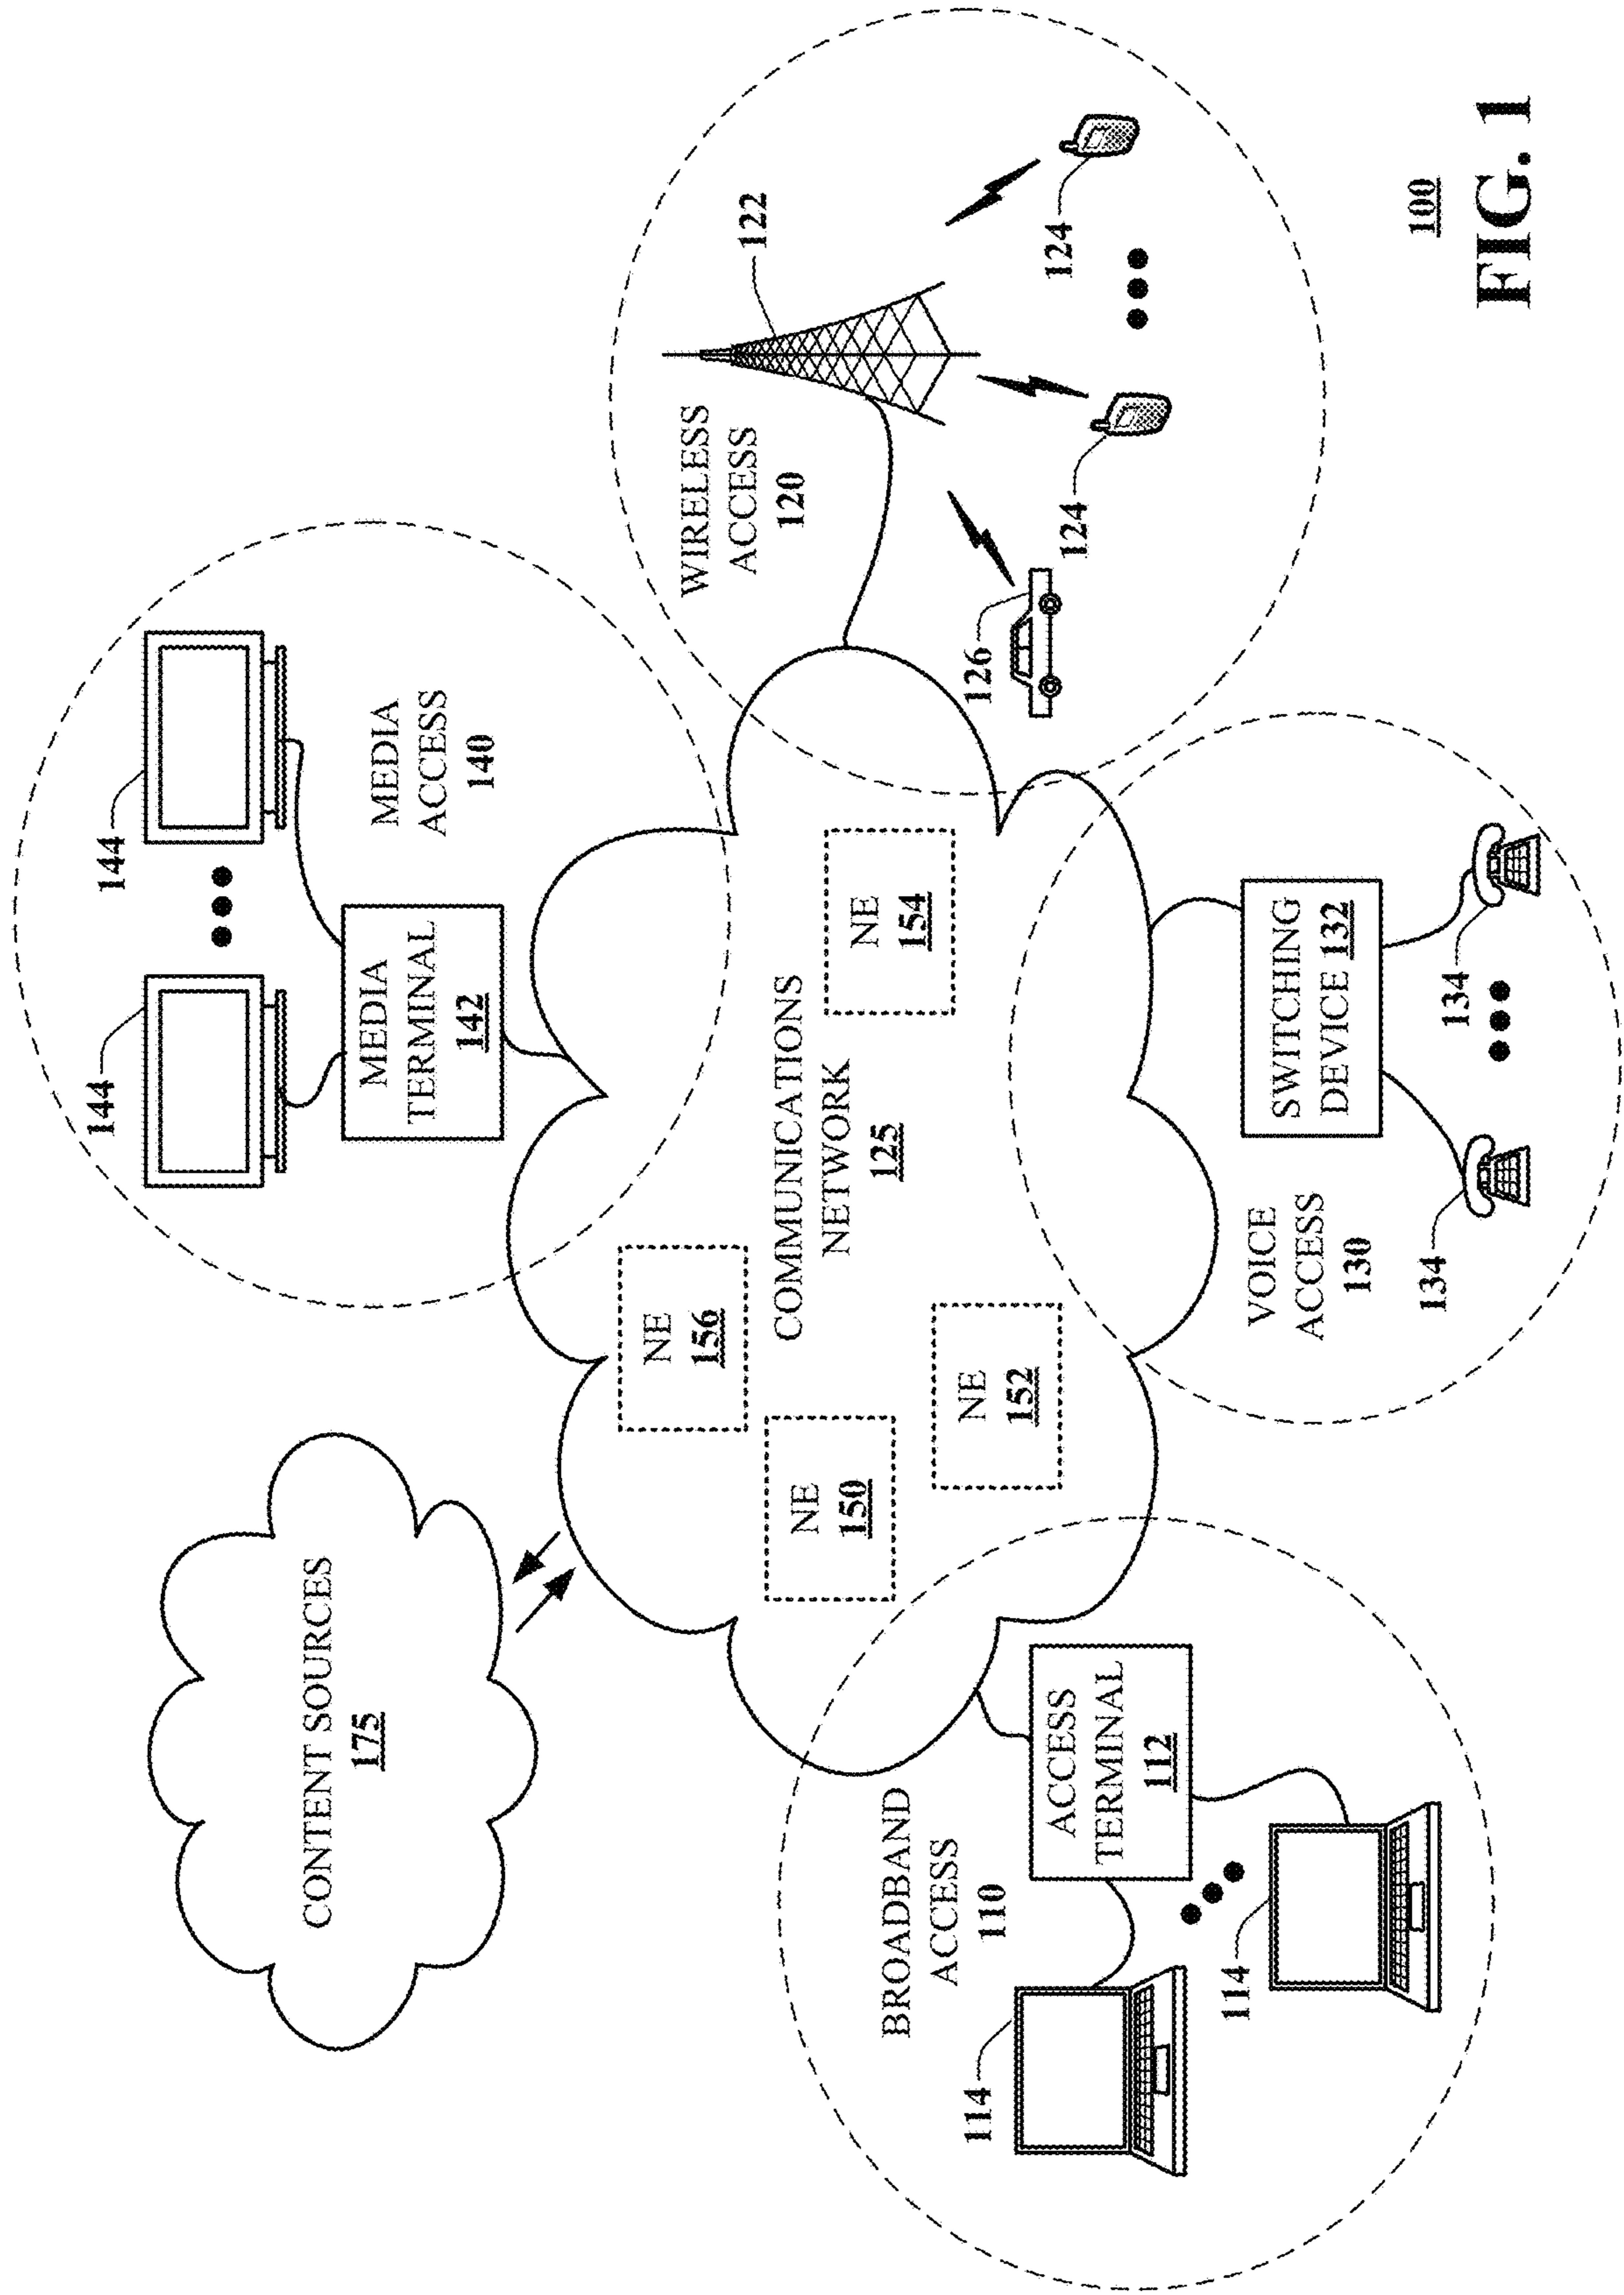 CONTENT SOURCES
175
144
144
MEDIA
TERMINAL
142
MEDIA
ACCESS
140
WIRELESS
ACCESS
120
122
124
124
126
NE
156
NE
150
NE
152
NE
154
COMMUNICATIONS
NETWORK
125
BROADBAND
ACCESS
110
ACCESS
TERMINAL
112
114
114
VOICE
ACCESS
130
SWITCHING
DEVICE 132
134
134
100
FIG. 1